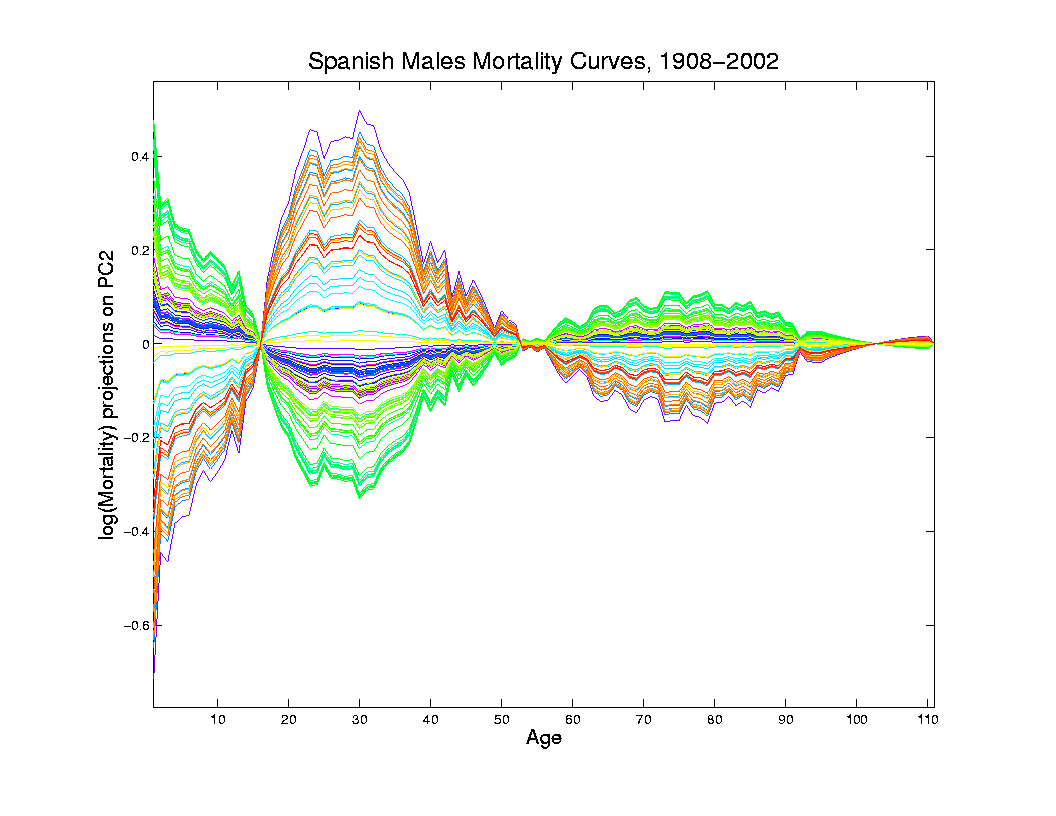 Spanish Males Mortality Curves, 1908−2002
log(Mortality) projections on PC2
0.4
0.2
0
−0.2
−0.4
−0.6
10 20 30 40 50 60 70 80 90 100 110
Age